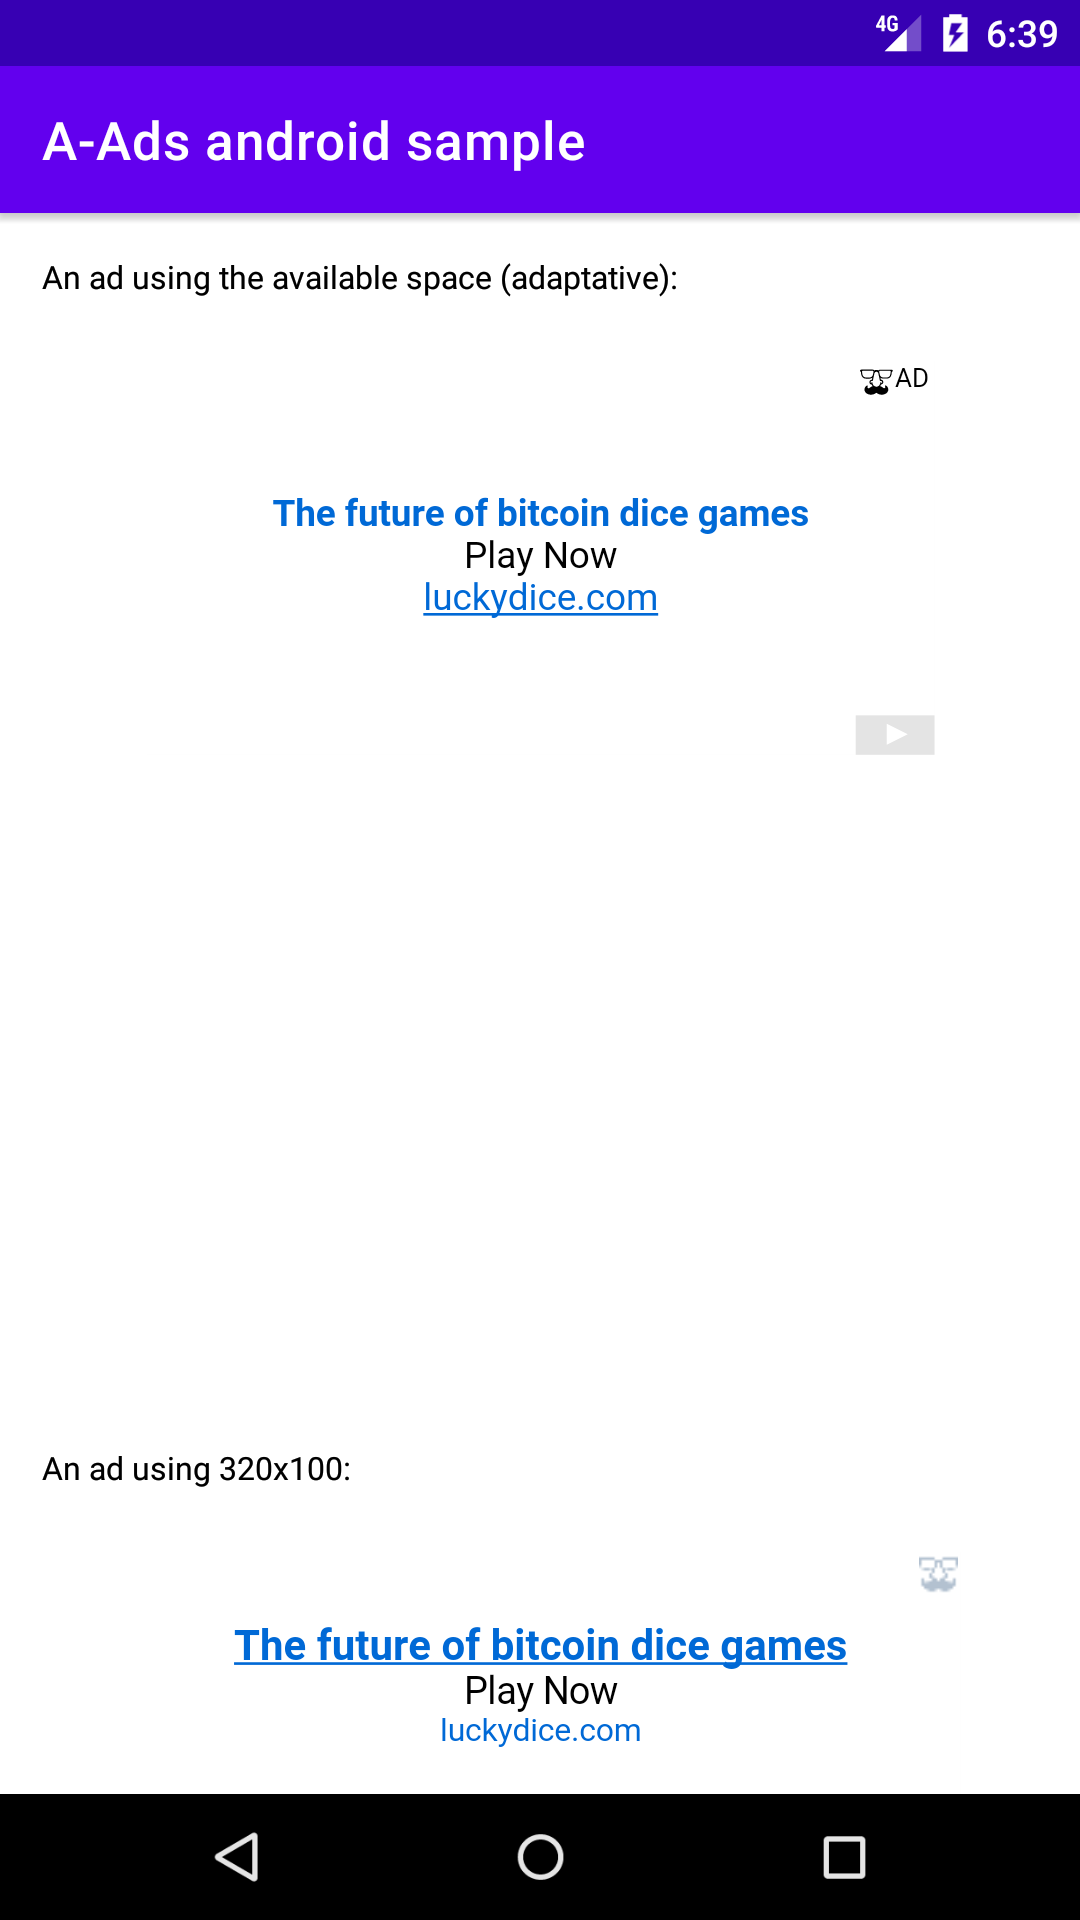 4G 6:39
A-Ads android sample
An ad using the available space (adaptative):
AD
The future of bitcoin dice games
Play Now
luckydice.com
An ad using 320x100:
The future of bitcoin dice games
Play Now
luckydice.com